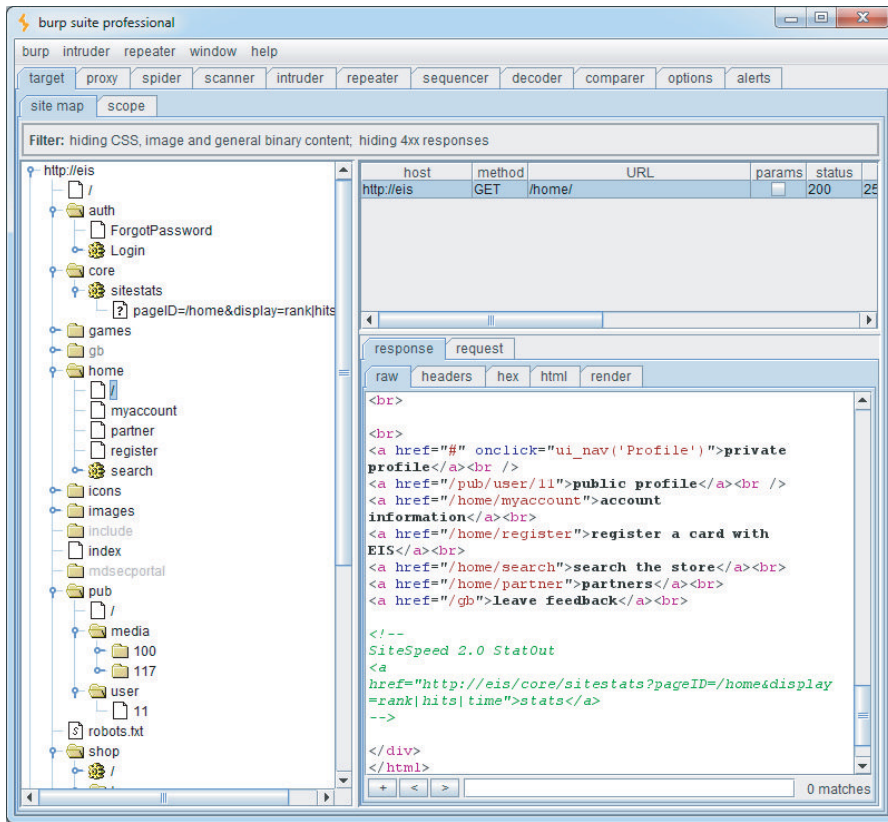 burp suite professional
burp intruder repeater window help
target proxy spider scanner intruder repeater sequencer decoder comparer options alerts
site map scope
Filter: hiding CSS, image and general binary content; hiding 4xx responses
http://eis
/
auth
ForgotPassword
Login
core
sitestats
pageID=/home&display=rank|hits
games
gb
home
/
myaccount
partner
register
search
icons
images
include
index
mdsecportal
pub
/
media
100
117
user
11
robots.txt
shop
/
host method URL params status
http://eis GET /home/ 200 25
response request
raw headers hex html render
<br>
<br>
<a href="#" onclick="ui_nav('Profile')">private
profile</a><br />
<a href="/pub/user/11">public profile</a><br />
<a href="/home/myaccount">account
information</a><br>
<a href="/home/register">register a card with
EIS</a><br>
<a href="/home/search">search the store</a><br>
<a href="/home/partner">partners</a><br>
<a href="/gb">leave feedback</a><br>
<!--
SiteSpeed 2.0 StatOut
<a
href="http://eis/core/sitestats?pageID=/home&display
=rank|hits|time">stats</a>
-->
</div>
</html>
+ < > 0 matches